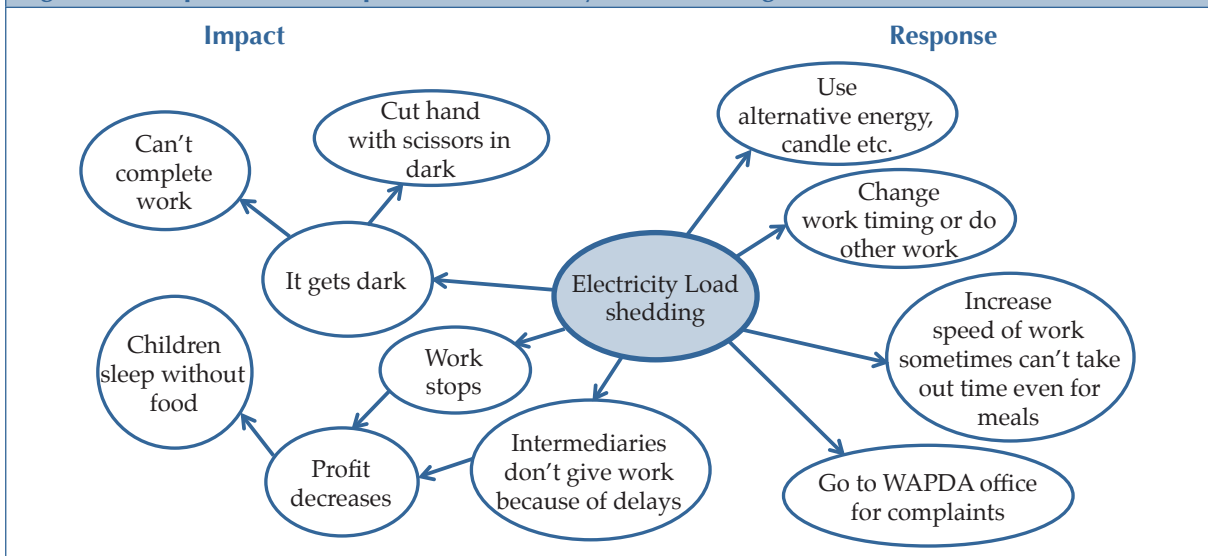 Impact
Response
Cut hand
with scissors in
dark
Can't
complete
work
It gets dark
Children
sleep without
food
Work
stops
Profit
decreases
Intermediaries
don't give work
because of delays
Electricity Load
shedding
Use
alternative energy,
candle etc.
Change
work timing or do
other work
Increase
speed of work
sometimes can't take
out time even for
meals
Go to WAPDA office
for complaints